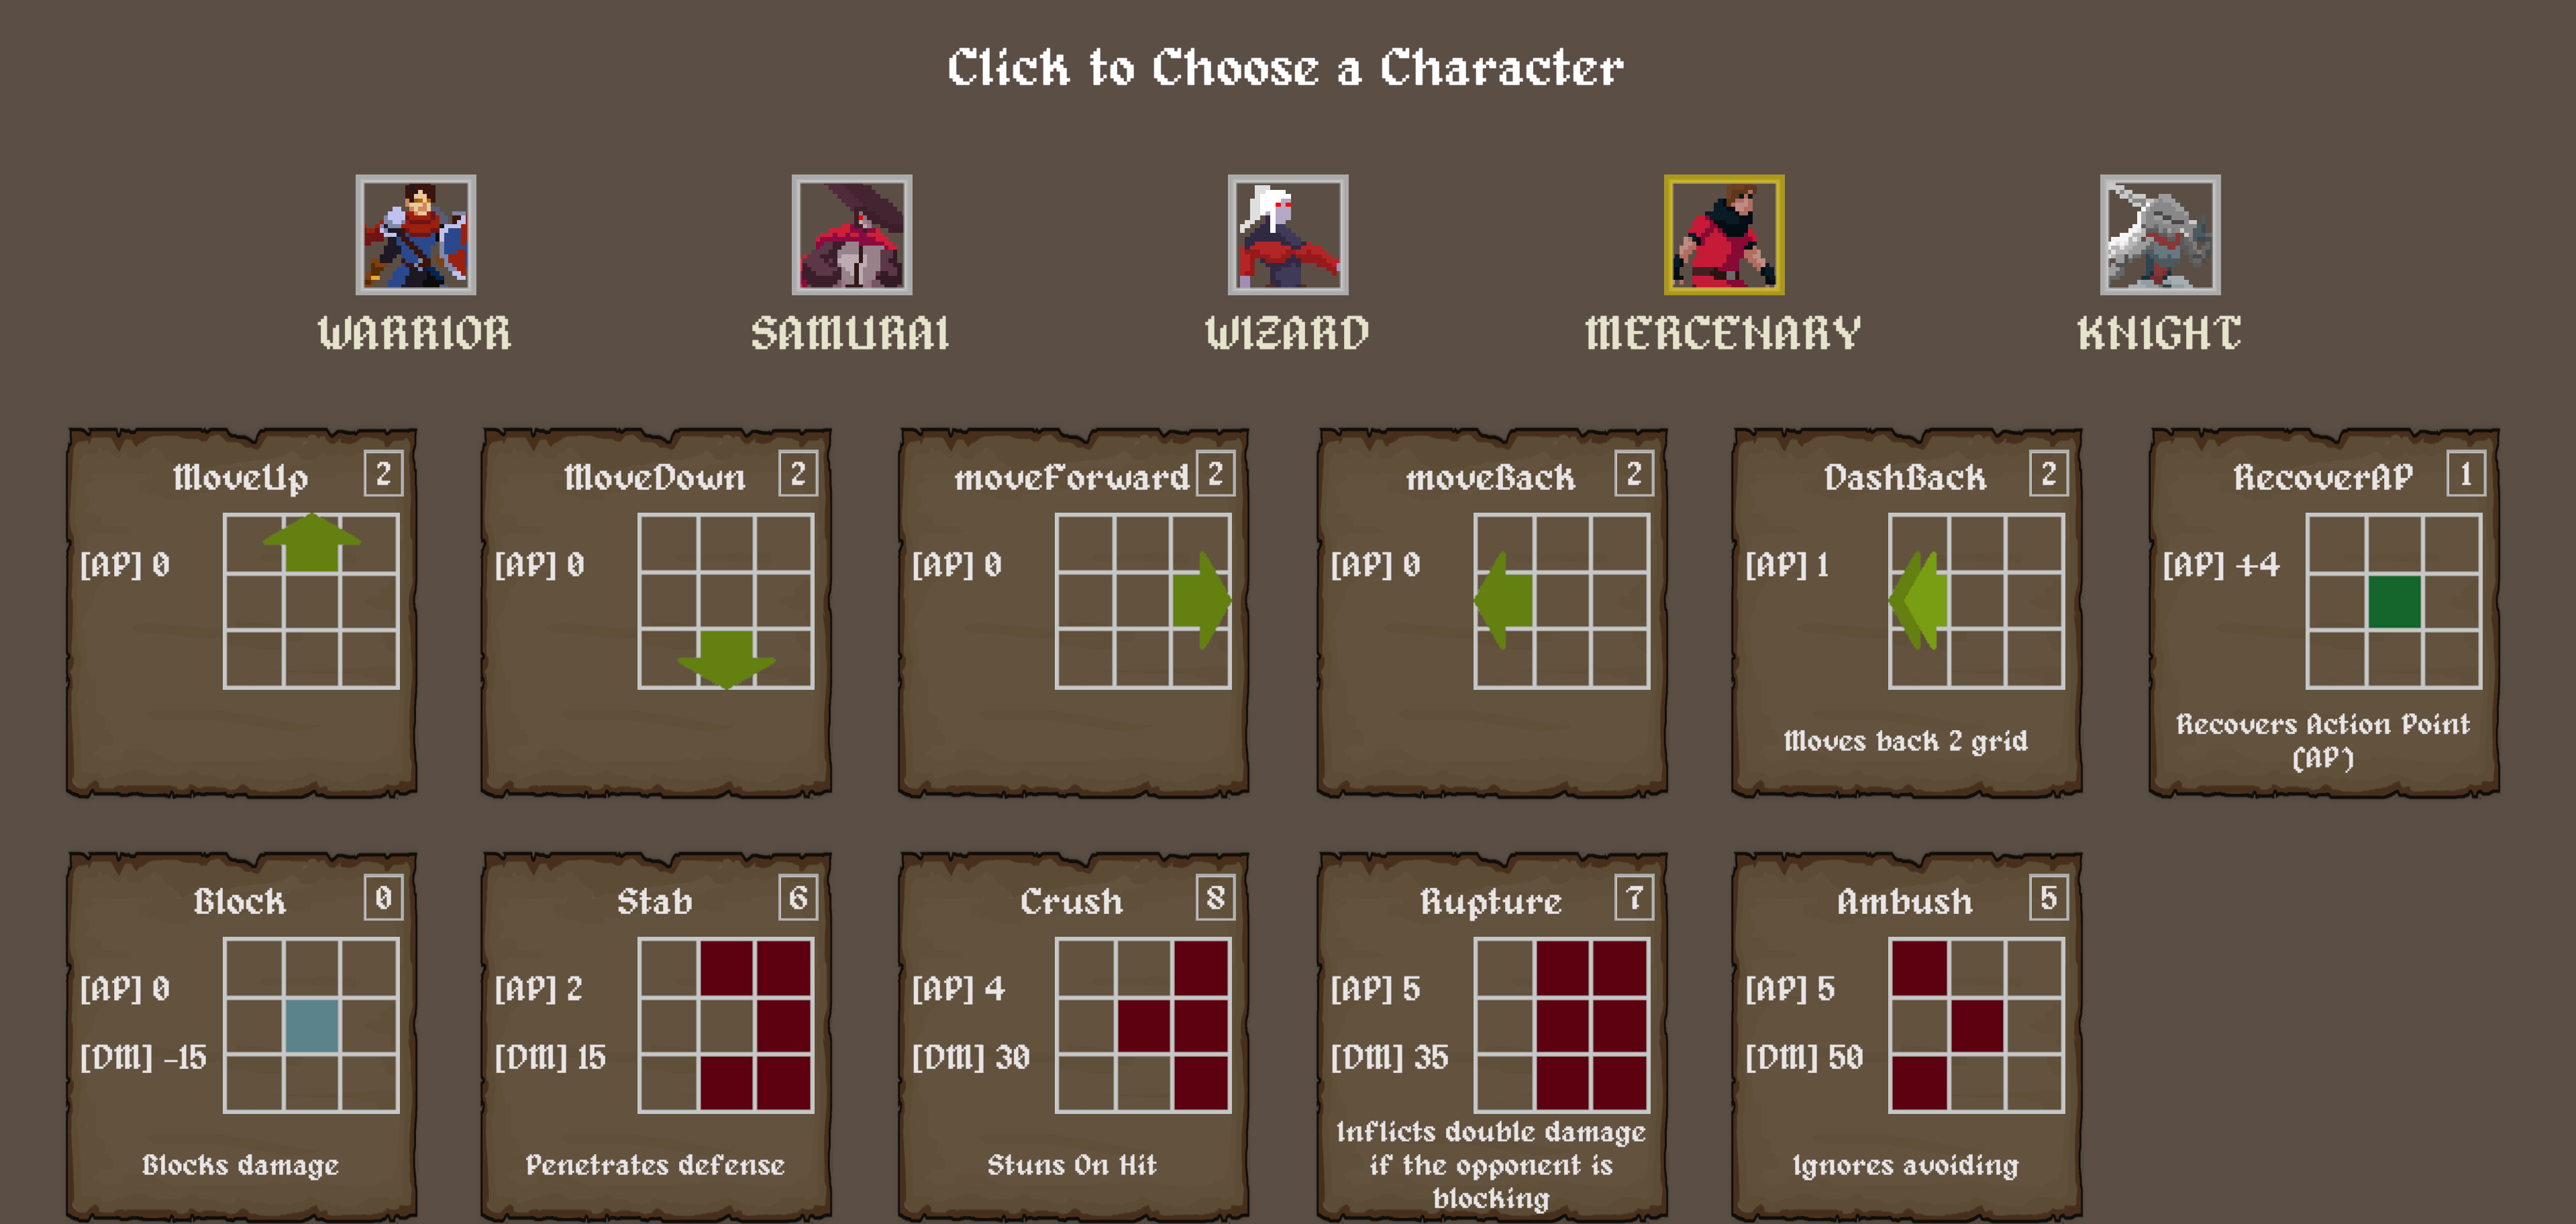 Click to Choose a Character
WARRIOR
SAMURAI
WIZARD
MERCENARY
KNIGHT
MoveUp 2
[AP] 0
MoveDown 2
[AP] 0
moveForward 2
[AP] 0
moveBack 2
[AP] 0
DashBack 2
[AP] 1
Moves back 2 grid
RecoverAP 1
[AP] +4
Recovers Action Point
(AP)
Block 0
[AP] 0
[DM] -15
Blocks damage
Stab 6
[AP] 2
[DM] 15
Penetrates defense
Crush 8
[AP] 4
[DM] 30
Stuns On Hit
Rupture 7
[AP] 5
[DM] 35
Inflicts double damage
if the opponent is
blocking
Ambush 5
[AP] 5
[DM] 50
Ignores avoiding